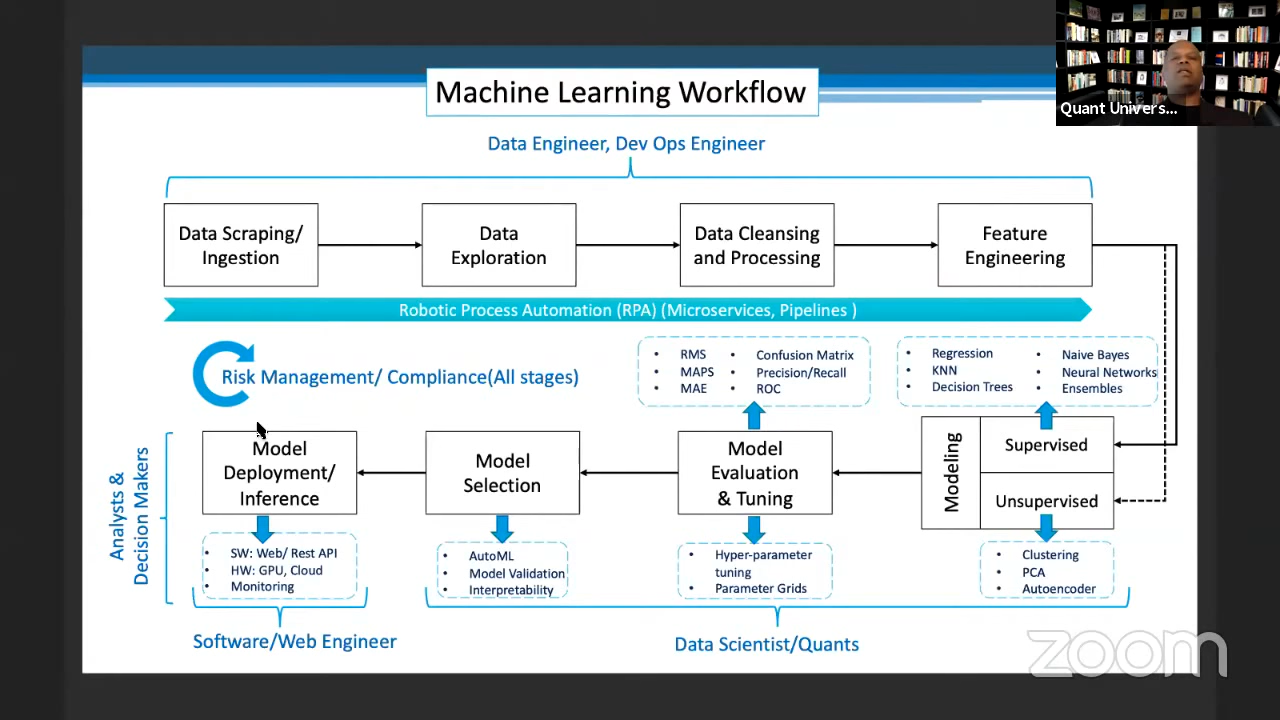 Machine Learning Workflow
Quant Univers...
Data Engineer, Dev Ops Engineer
Data Scraping/
Ingestion
Data
Exploration
Data Cleansing
and Processing
Feature
Engineering
Robotic Process Automation (RPA) (Microservices, Pipelines )
Risk Management/ Compliance(All stages)
• RMS
• MAPS
• MAE
• Confusion Matrix
• Precision/Recall
• ROC
• Regression
• KNN
• Decision Trees
• Naive Bayes
• Neural Networks
• Ensembles
Analysts &
Decision Makers
Model
Deployment/
Inference
Model
Selection
Model
Evaluation
& Tuning
Modeling
Supervised
Unsupervised
• SW: Web/ Rest API
• HW: GPU, Cloud
• Monitoring
• AutoML
• Model Validation
• Interpretability
• Hyper-parameter
tuning
• Parameter Grids
• Clustering
• PCA
• Autoencoder
Software/Web Engineer
Data Scientist/Quants
zoom